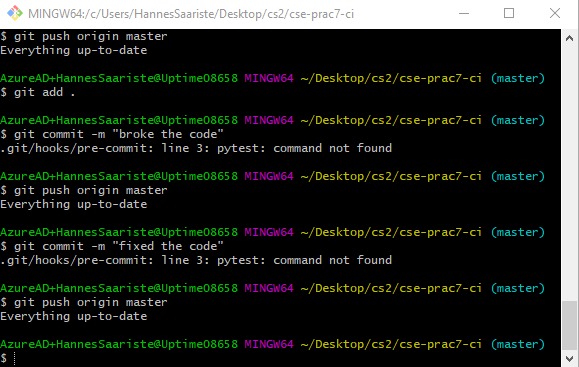 MINGW64:/c/Users/HannesSaariste/Desktop/cs2/cse-prac7-ci
$ git push origin master
Everything up-to-date
AzureAD+HannesSaariste@Uptime08658 MINGW64 ~/Desktop/cs2/cse-prac7-ci (master)
$ git add .
AzureAD+HannesSaariste@Uptime08658 MINGW64 ~/Desktop/cs2/cse-prac7-ci (master)
$ git commit -m "broke the code"
.git/hooks/pre-commit: line 3: pytest: command not found
AzureAD+HannesSaariste@Uptime08658 MINGW64 ~/Desktop/cs2/cse-prac7-ci (master)
$ git push origin master
Everything up-to-date
AzureAD+HannesSaariste@Uptime08658 MINGW64 ~/Desktop/cs2/cse-prac7-ci (master)
$ git commit -m "fixed the code"
.git/hooks/pre-commit: line 3: pytest: command not found
AzureAD+HannesSaariste@Uptime08658 MINGW64 ~/Desktop/cs2/cse-prac7-ci (master)
$ git push origin master
Everything up-to-date
AzureAD+HannesSaariste@Uptime08658 MINGW64 ~/Desktop/cs2/cse-prac7-ci (master)
$